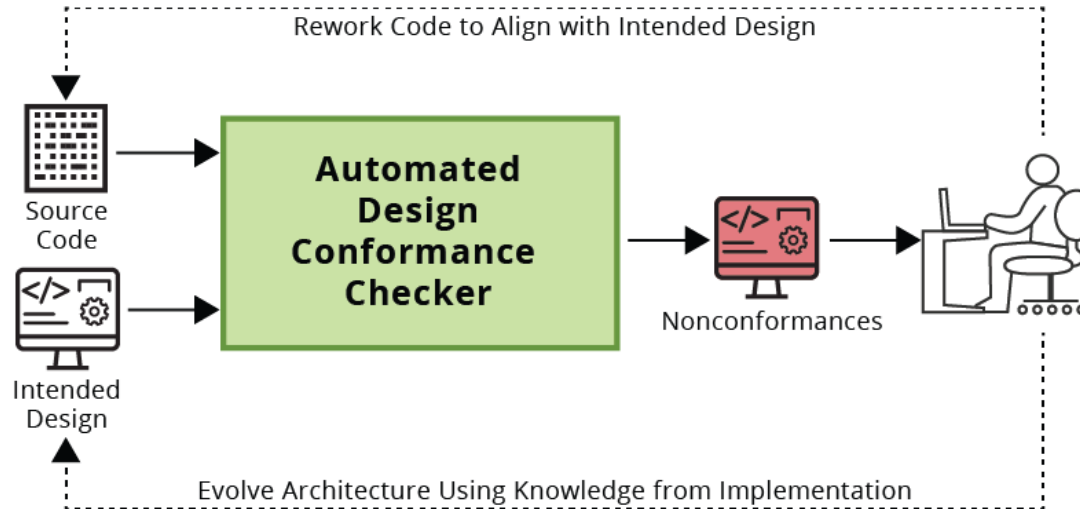 Rework Code to Align with Intended Design
Source
Code
Automated
Design
Conformance
Checker
</>
</>
Nonconformances
Intended
Design
Evolve Architecture Using Knowledge from Implementation